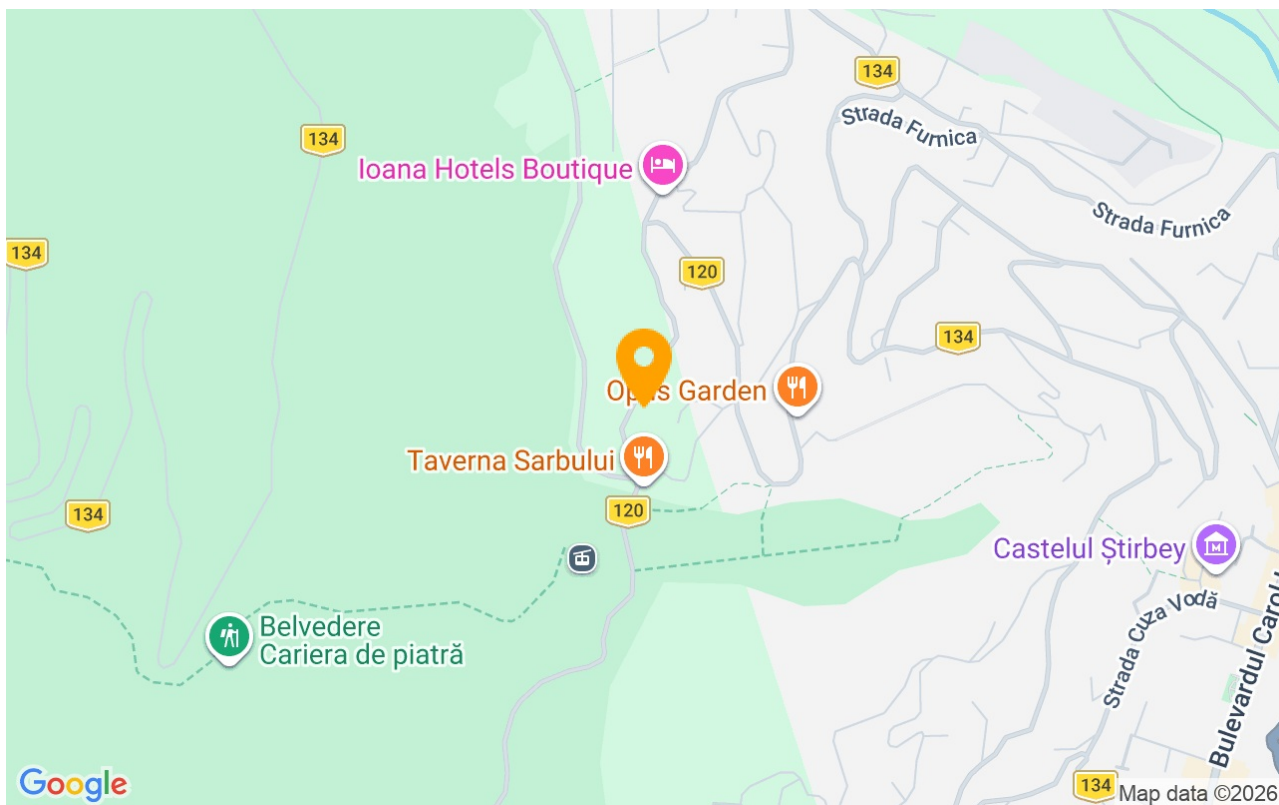 134
Strada Furnica
134
Ioana Hotels Boutique
Strada Furnica
134
120
134
Opus Garden
Taverna Sarbului
134
120
Castelul Știrbey
Strada Cuza Vodă
Belvedere
Cariera de piatră
Bulevardul Carol I
134
Google
Map data ©2026